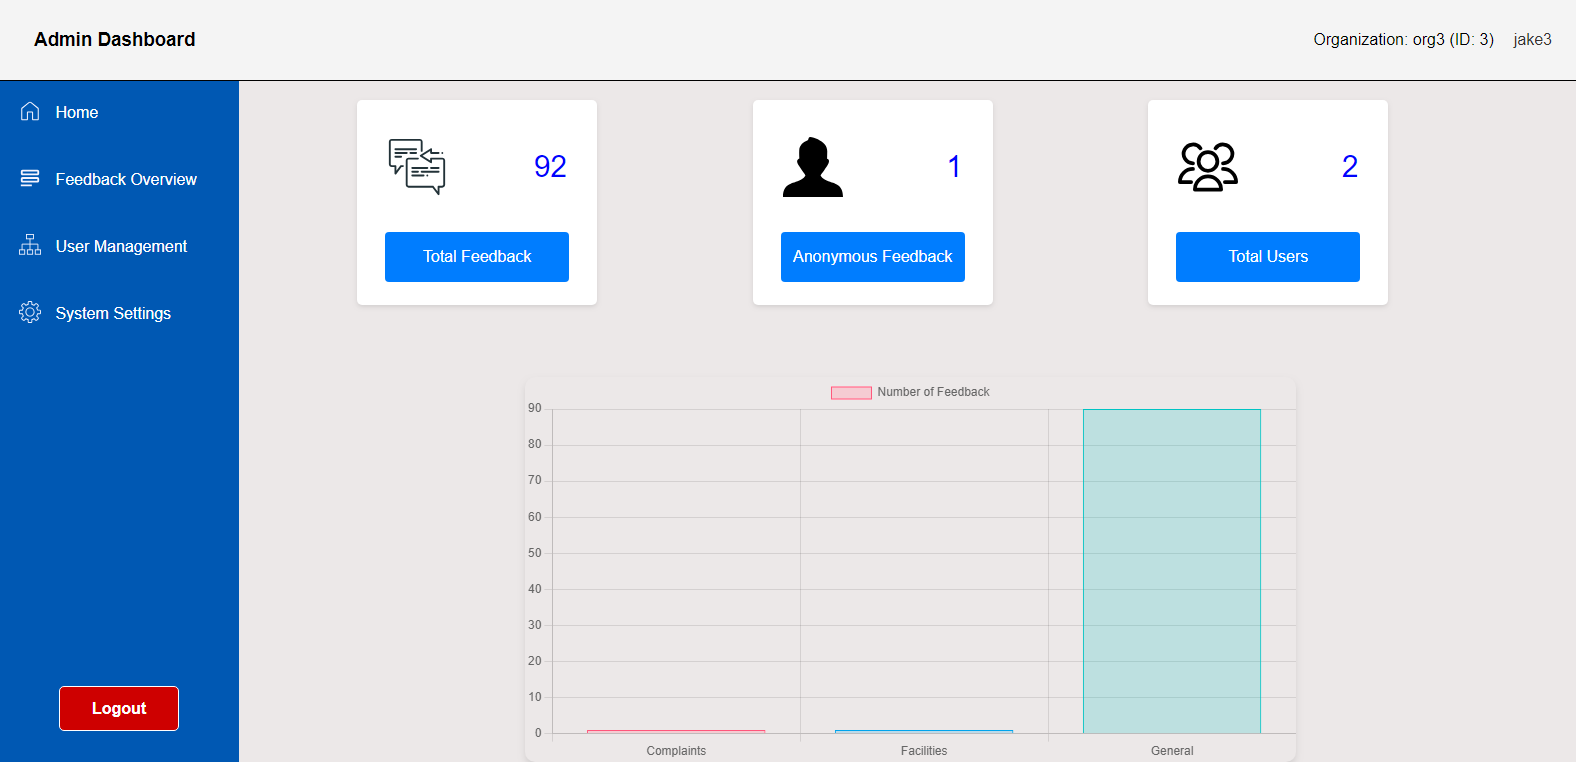 Admin Dashboard
Organization: org3 (ID: 3) jake3
Home
Feedback Overview
User Management
System Settings
Logout
92
Total Feedback
1
Anonymous Feedback
2
Total Users
Number of Feedback
90
80
70
60
50
40
30
20
10
0
Complaints Facilities General